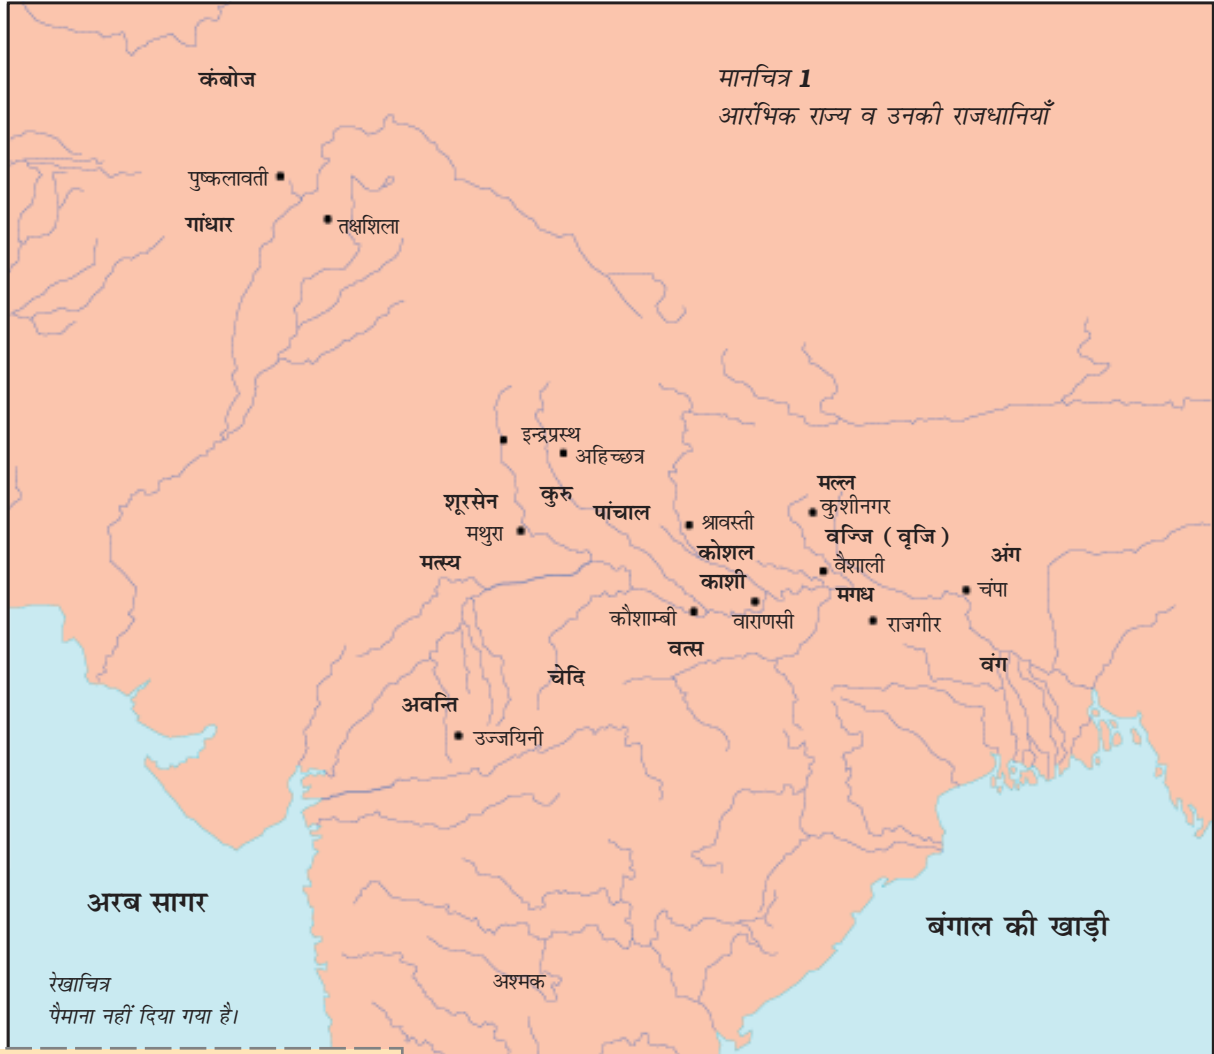 कंबोज
मानचित्र 1
आरंभिक राज्य व उनकी राजधानियाँ
पुष्कलावती
गांधार
तक्षशिला
इन्द्रप्रस्थ
अहिच्छत्र
मल्ल
शूरसेन
कुरु
कुशीनगर
पांचाल
श्रावस्ती
मथुरा
वज्जि ( वृजि )
कोशल
अंग
मत्स्य
वैशाली
काशी
चंपा
मगध
कौशाम्बी
वाराणसी
राजगीर
वत्स
वंग
चेदि
अवन्ति
उज्जयिनी
अरब सागर
बंगाल की खाड़ी
अश्मक
रेखाचित्र
पैमाना नहीं दिया गया है।